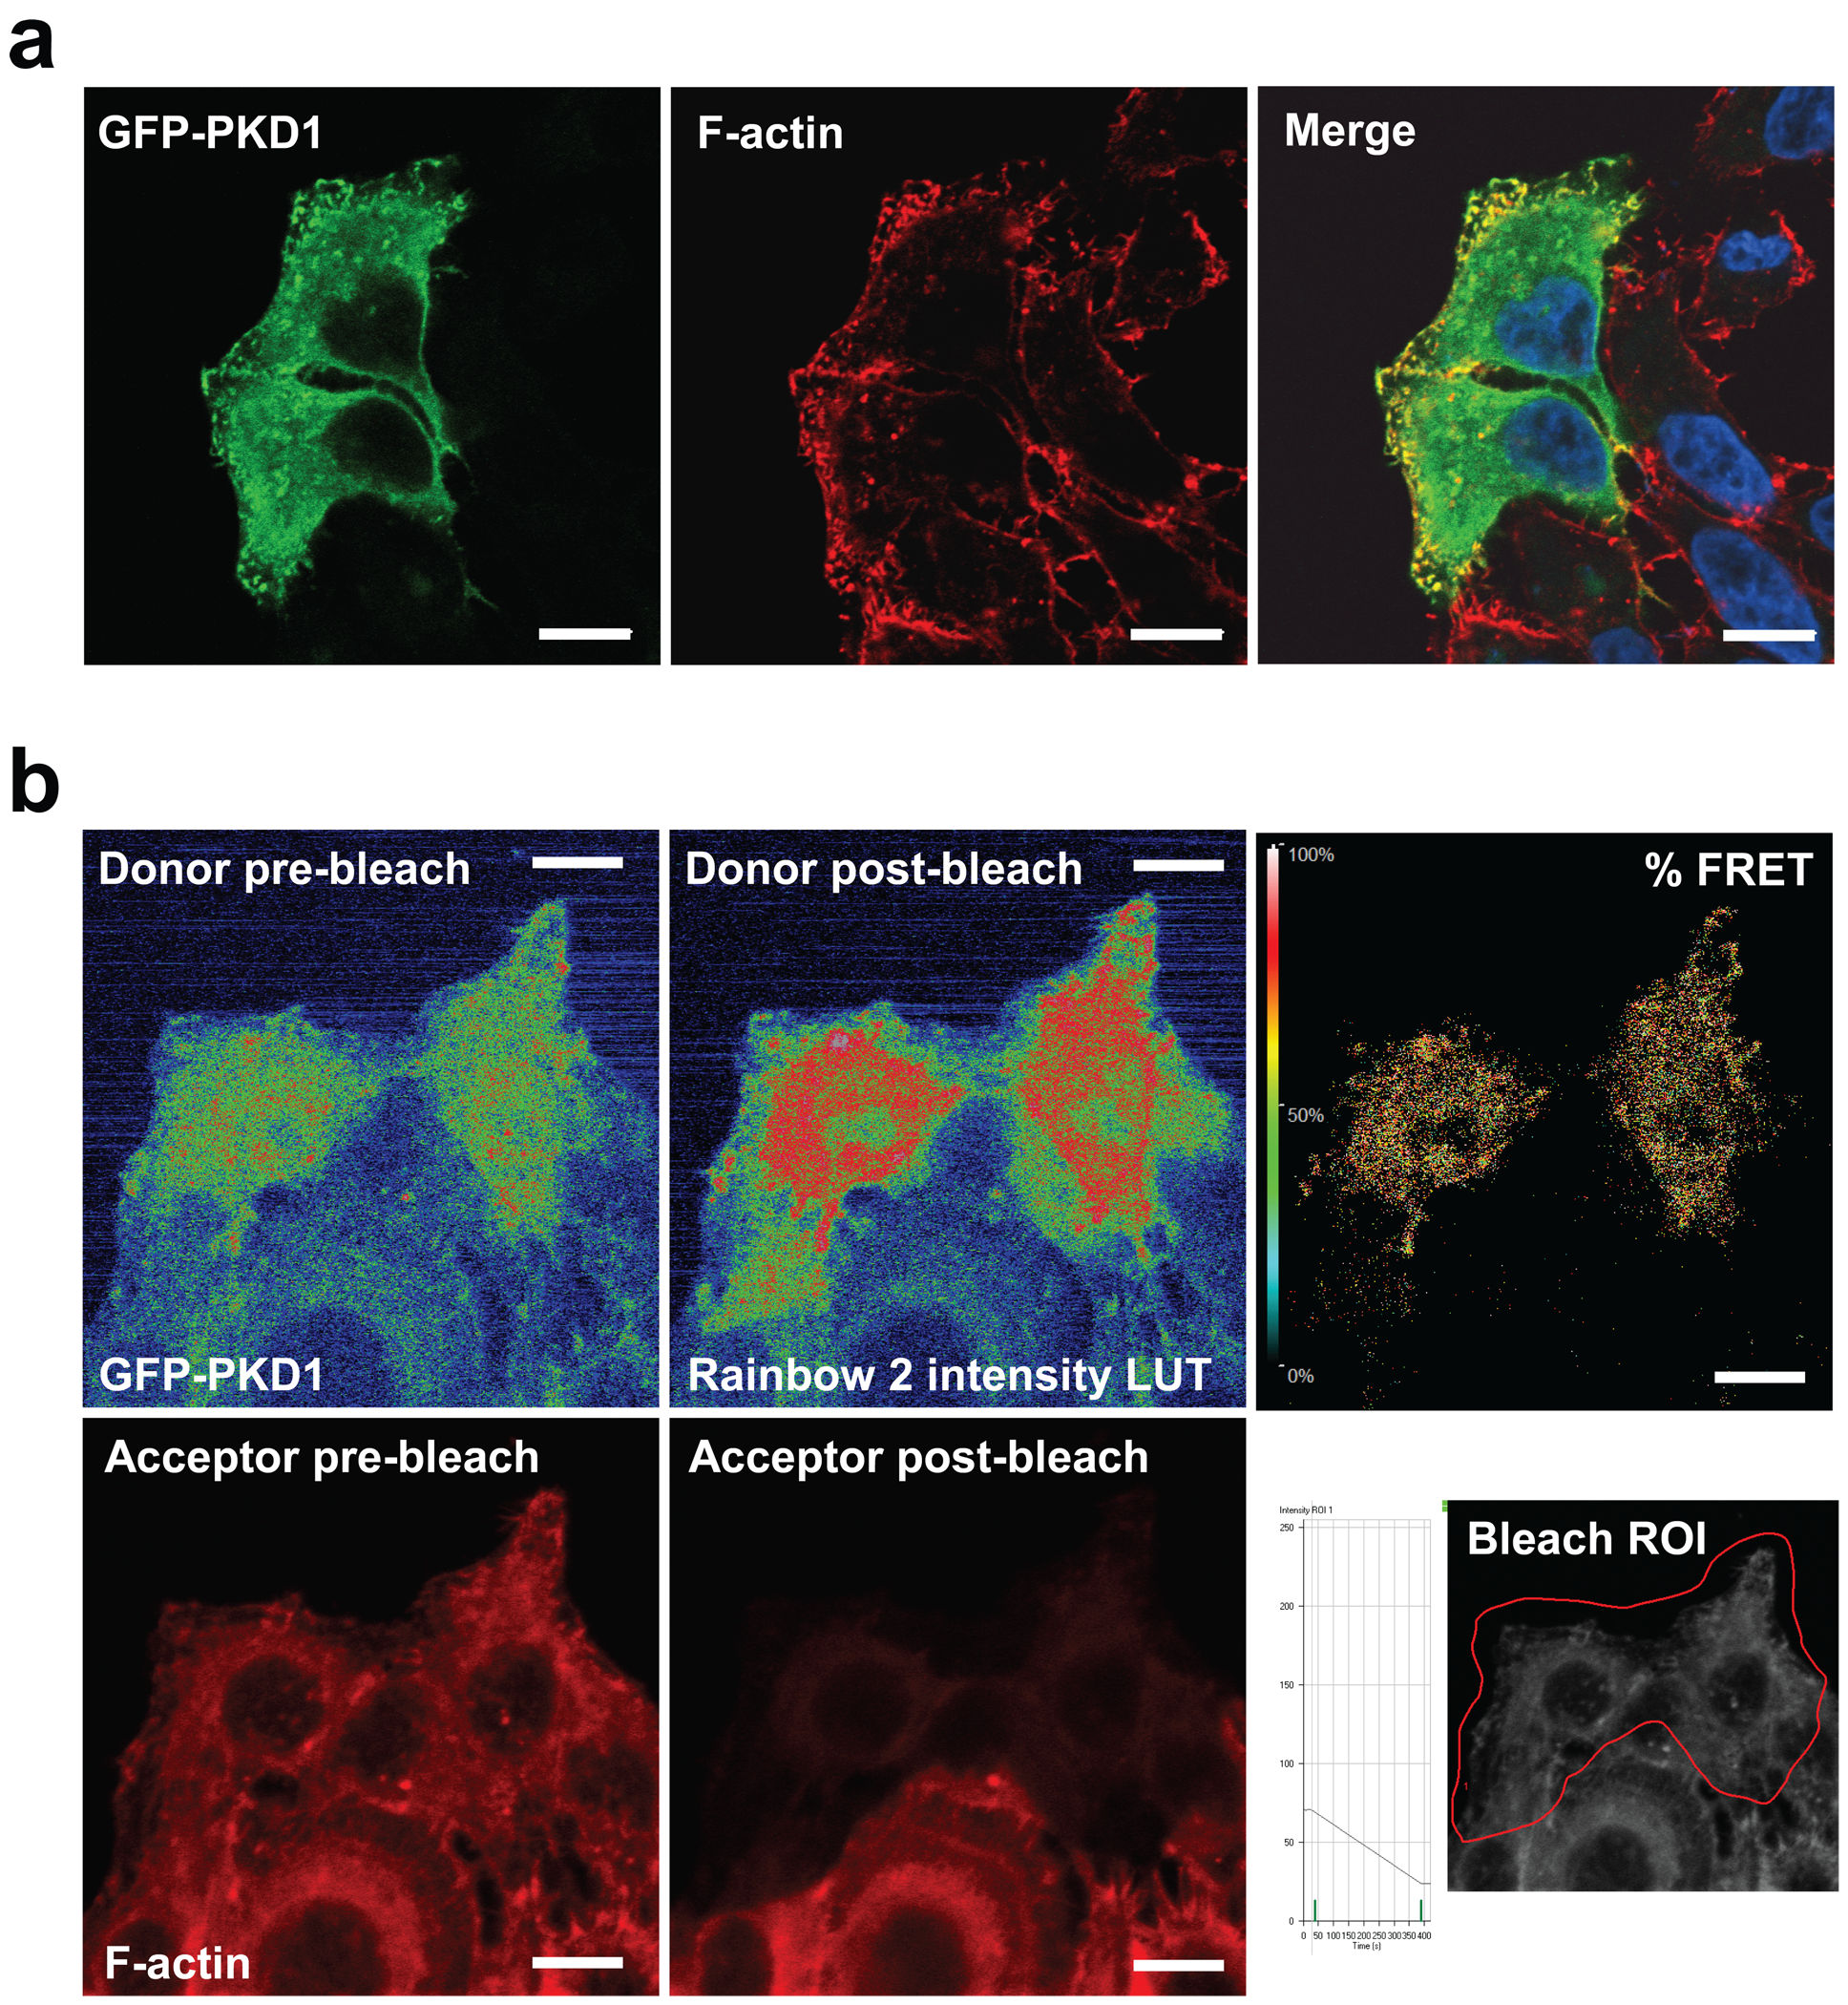 a
GFP-PKD1
F-actin
Merge
b
Donor pre-bleach
GFP-PKD1
Donor post-bleach
Rainbow 2 intensity LUT
100%
% FRET
50%
0%
Acceptor pre-bleach
F-actin
Acceptor post-bleach
Intensity ROI 1
250
200
150
100
50
0
0 50 100 150 200 250 300 350 400
Time (s)
Bleach ROI
1